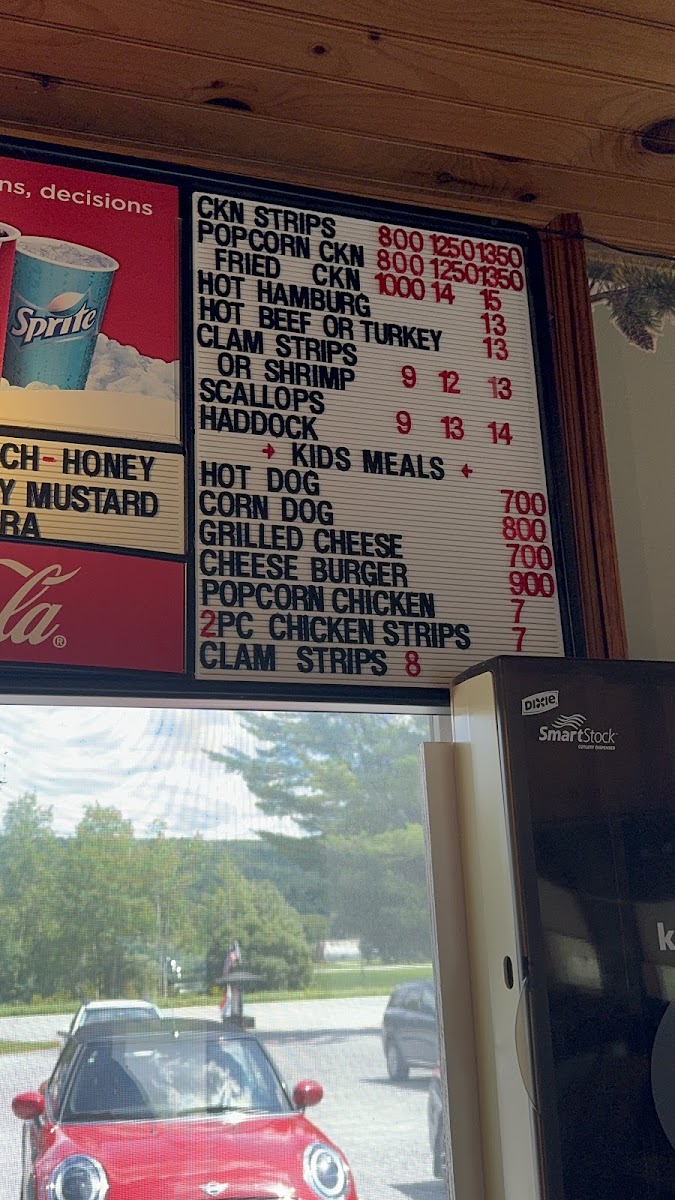 ns, decisions
Sprite
CH-HONEY
Y MUSTARD
RA
la®
CKN STRIPS 800 1250 1350
POPCORN CKN 800 1250 1350
FRIED CKN 1000 14 15
HOT HAMBURG 13
HOT BEEF OR TURKEY 13
CLAM STRIPS
OR SHRIMP 9 12 13
SCALLOPS
HADDOCK 9 13 14
→ KIDS MEALS ←
HOT DOG 700
CORN DOG 800
GRILLED CHEESE 700
CHEESE BURGER 900
POPCORN CHICKEN 7
2PC CHICKEN STRIPS 7
CLAM STRIPS 8
DIXIE
SmartStock
CUTLERY DISPENSER
k